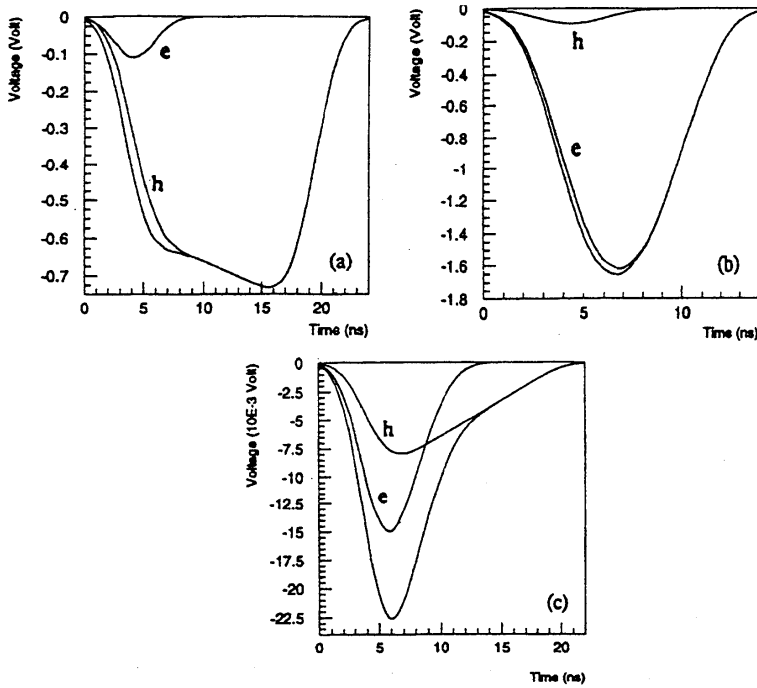 Voltage (Volt)
-0
-0.1
-0.2
-0.3
-0.4
-0.5
-0.6
-0.7
e
h
(a)
0
5
10
15
20
Time (ns)
Voltage (Volt)
0
-0.2
-0.4
-0.6
-0.8
-1
-1.2
-1.4
-1.6
-1.8
h
e
(b)
0
5
10
Time (ns)
Voltage (10E-3 Volt)
0
-2.5
-5
-7.5
-10
-12.5
-15
-17.5
-20
-22.5
h
e
(c)
0
5
10
15
20
Time (ns)